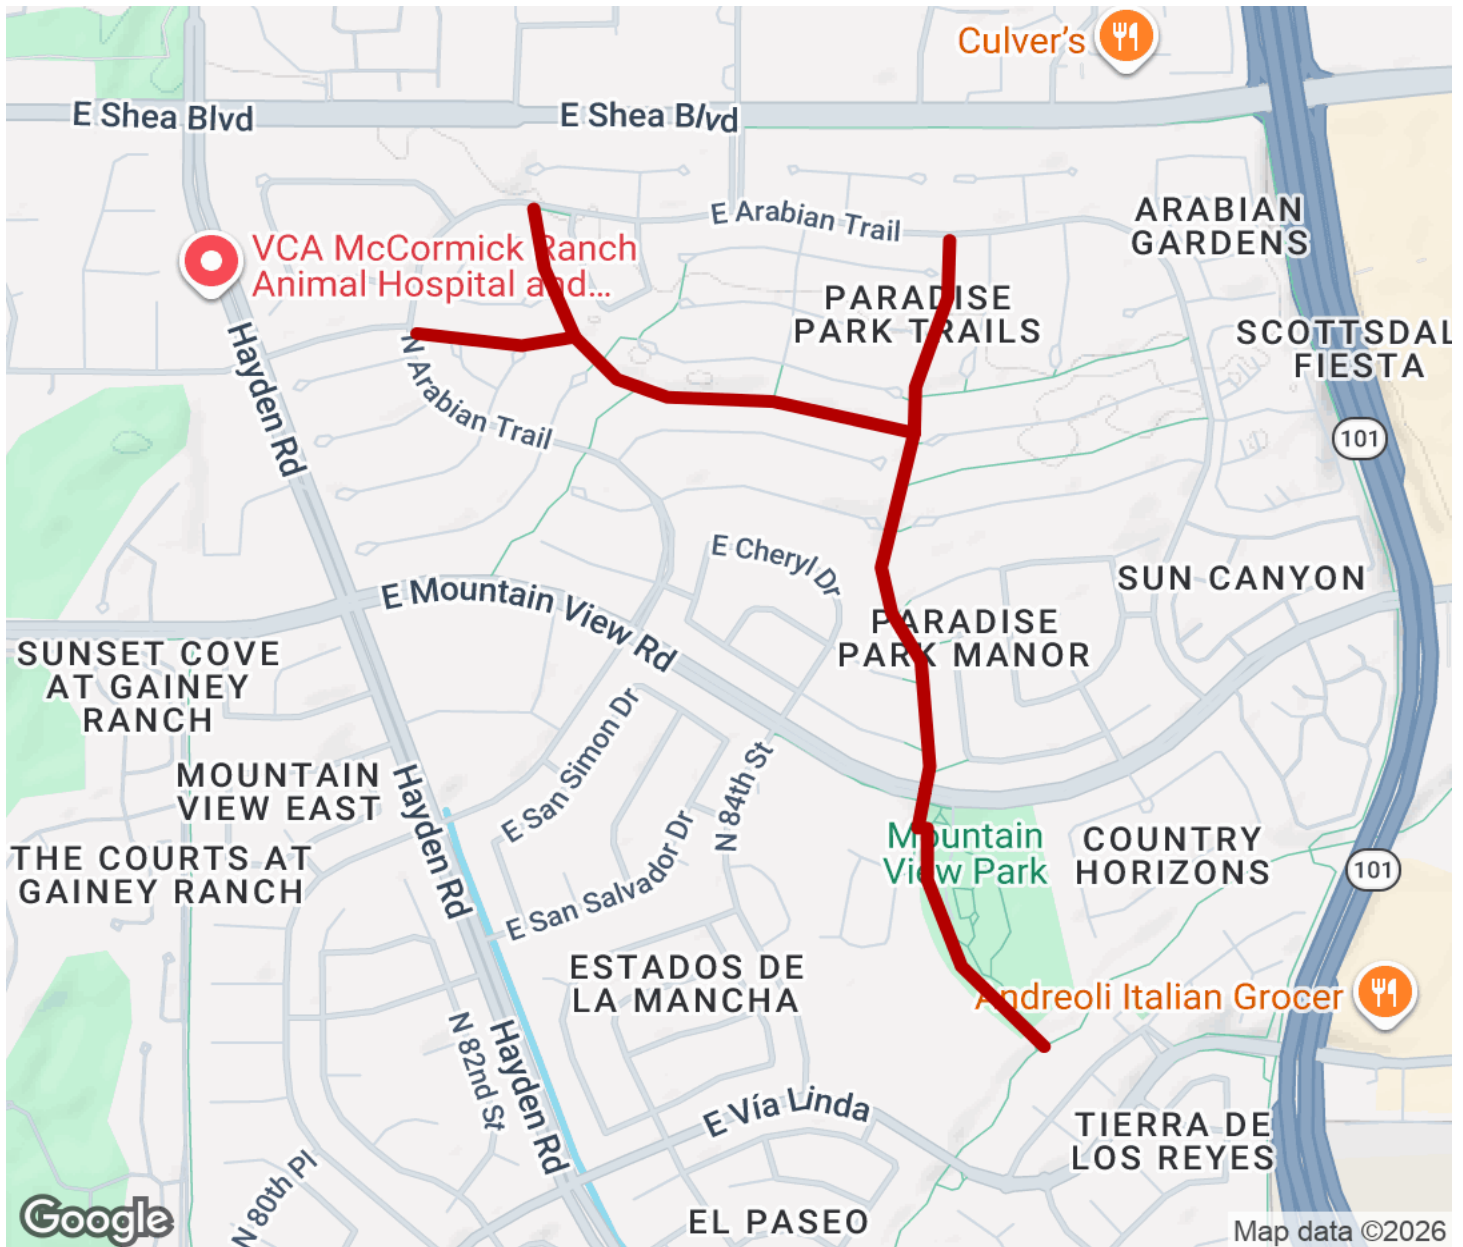 Culver's
E Shea Blvd
E Shea Blvd
E Arabian Trail
ARABIAN
GARDENS
VCA McCormick Ranch
Animal Hospital and...
PARADISE
PARK TRAILS
SCOTTSDAL
FIESTA
Hayden Rd
N Arabian Trail
101
E Cheryl Dr
E Mountain View Rd
SUN CANYON
PARADISE
PARK MANOR
SUNSET COVE
AT GAINEY
RANCH
E San Simon Dr
MOUNTAIN
VIEW EAST
N 84th St
Hayden Rd
E San Salvador Dr
Mountain
View Park
COUNTRY
HORIZONS
THE COURTS AT
GAINEY RANCH
101
ESTADOS DE
LA MANCHA
Andreoli Italian Grocer
N 82nd St
Hayden Rd
E Vía Linda
TIERRA DE
LOS REYES
N 80th Pl
EL PASEO
Google
Map data ©2026